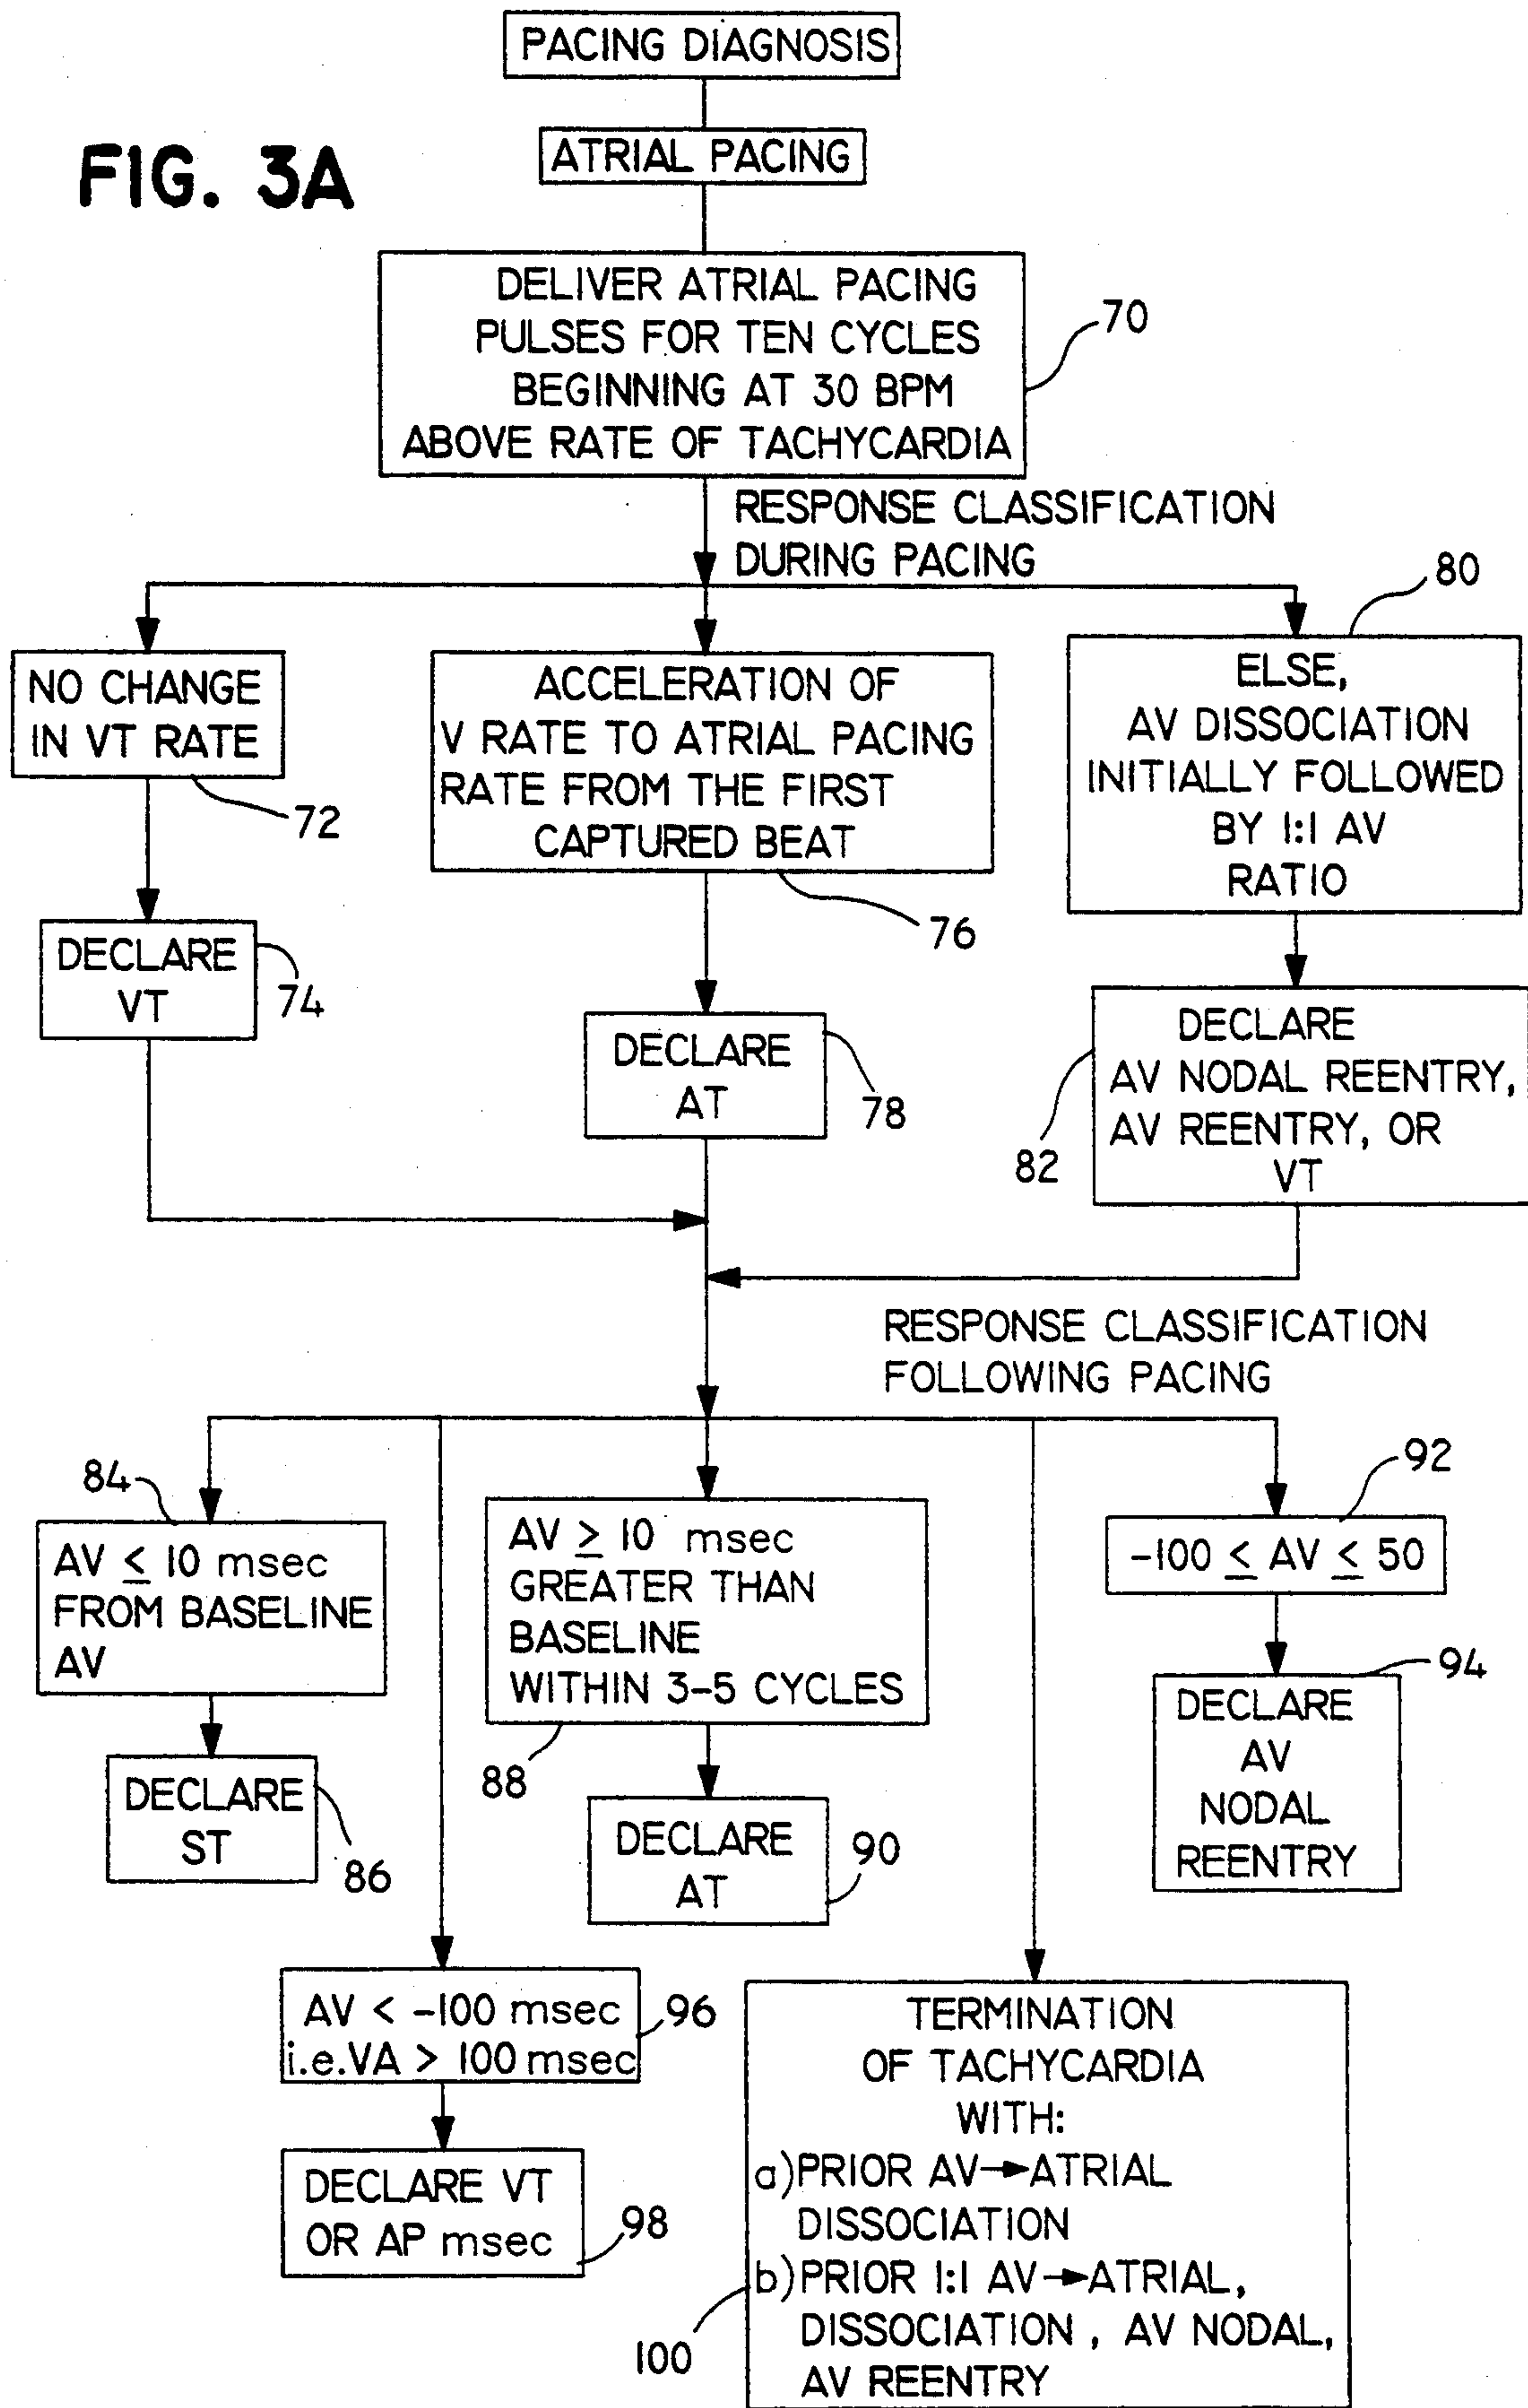 PACING DIAGNOSIS
FIG. 3A
ATRIAL PACING
DELIVER ATRIAL PACING
PULSES FOR TEN CYCLES
BEGINNING AT 30 BPM
ABOVE RATE OF TACHYCARDIA
70
RESPONSE CLASSIFICATION
DURING PACING
NO CHANGE
IN VT RATE
72
ACCELERATION OF
V RATE TO ATRIAL PACING
RATE FROM THE FIRST
CAPTURED BEAT
76
80
ELSE,
AV DISSOCIATION
INITIALLY FOLLOWED
BY 1:1 AV
RATIO
DECLARE
VT
74
DECLARE
AT
78
DECLARE
AV NODAL REENTRY,
AV REENTRY, OR
VT
82
RESPONSE CLASSIFICATION
FOLLOWING PACING
84
AV ≤ 10 msec
FROM BASELINE
AV
DECLARE
ST
86
AV ≥ 10 msec
GREATER THAN
BASELINE
WITHIN 3-5 CYCLES
88
DECLARE
AT
90
92
-100 ≤ AV ≤ 50
94
DECLARE
AV
NODAL
REENTRY
AV < -100 msec
i.e.VA > 100 msec
96
DECLARE VT
OR AP msec
98
TERMINATION
OF TACHYCARDIA
WITH:
a)PRIOR AV→ATRIAL
DISSOCIATION
b)PRIOR 1:1 AV→ATRIAL,
DISSOCIATION , AV NODAL,
AV REENTRY
100